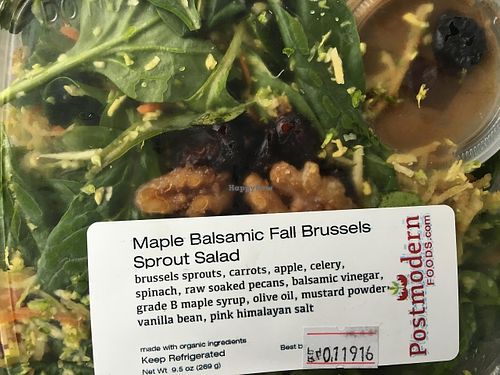 HappyCow
Maple Balsamic Fall Brussels
Sprout Salad
brussels sprouts, carrots, apple, celery,
spinach, raw soaked pecans, balsamic vinegar,
grade B maple syrup, olive oil, mustard powder
vanilla bean, pink himalayan salt
made with organic ingredients
Keep Refrigerated
Net Wt 9.5 oz (269 g)
Best b
011916
Postmodern
FOODS.com